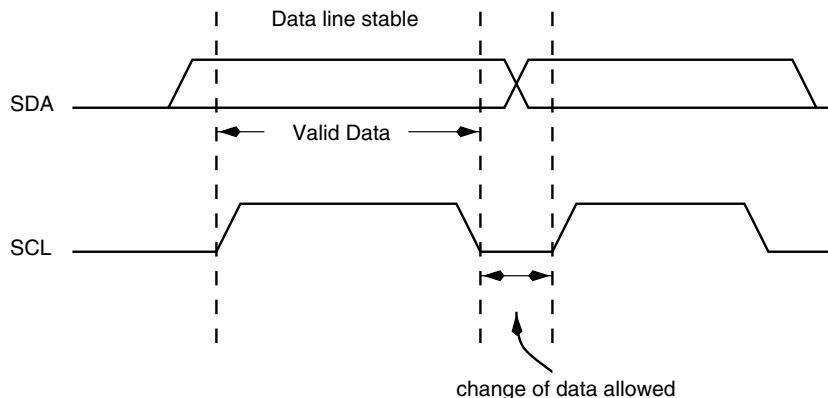 Data line stable
SDA
Valid Data
SCL
change of data allowed